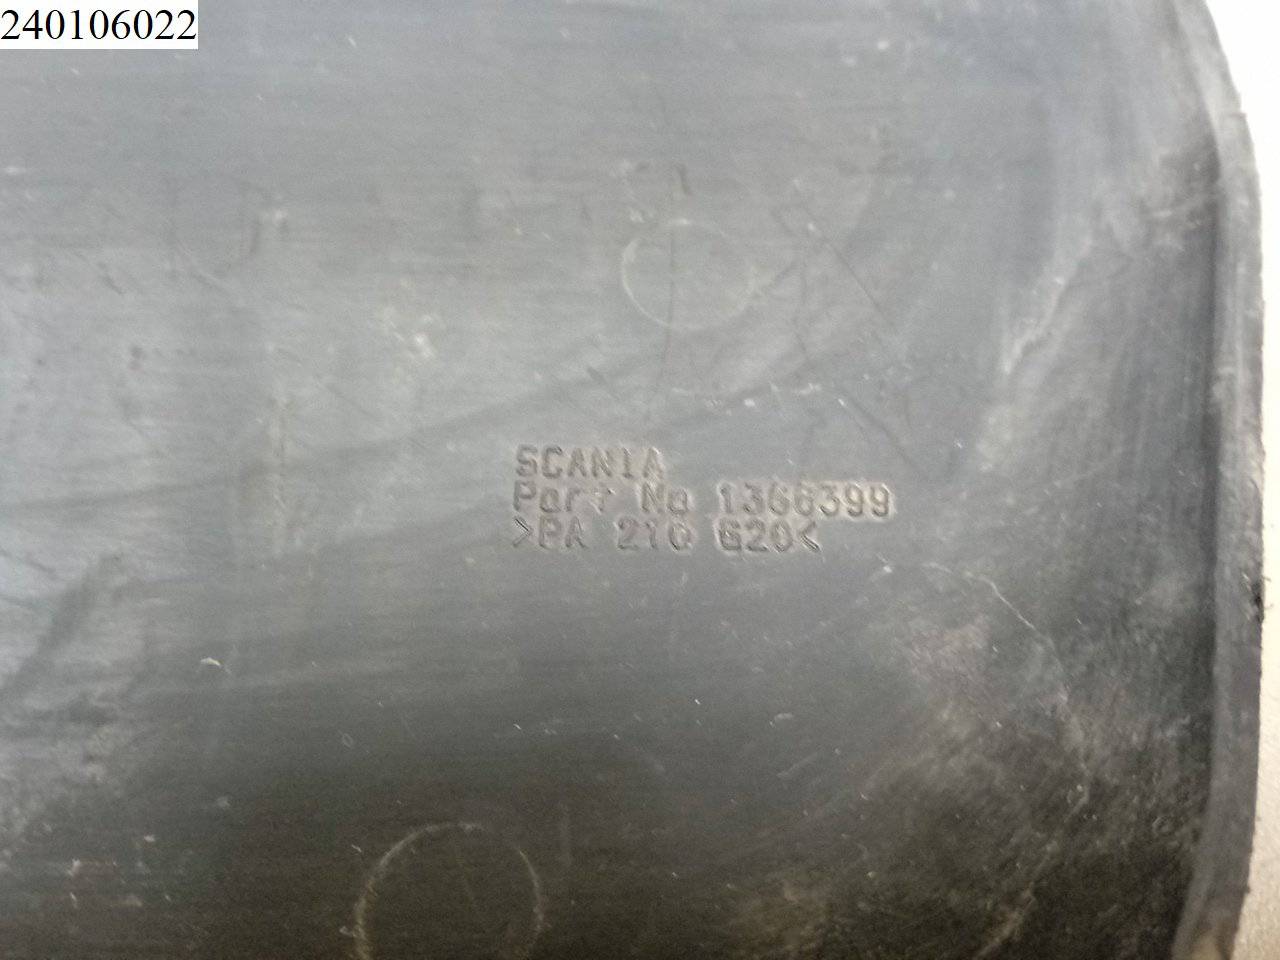 240106022
SCANIA
Part No 1366399
>PA 210 G20<